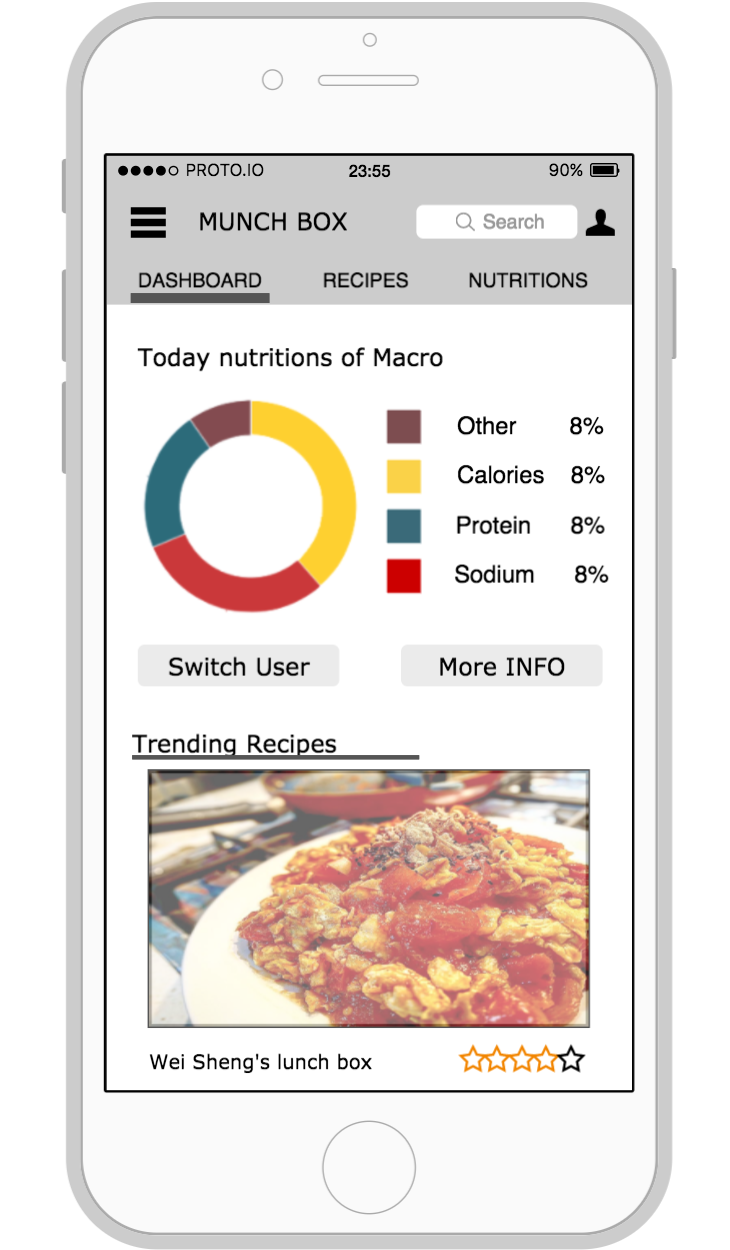 PROTO.IO 23:55 90%
MUNCH BOX Search
DASHBOARD RECIPES NUTRITIONS
Today nutritions of Macro
Other 8%
Calories 8%
Protein 8%
Sodium 8%
Switch User More INFO
Trending Recipes
Wei Sheng's lunch box